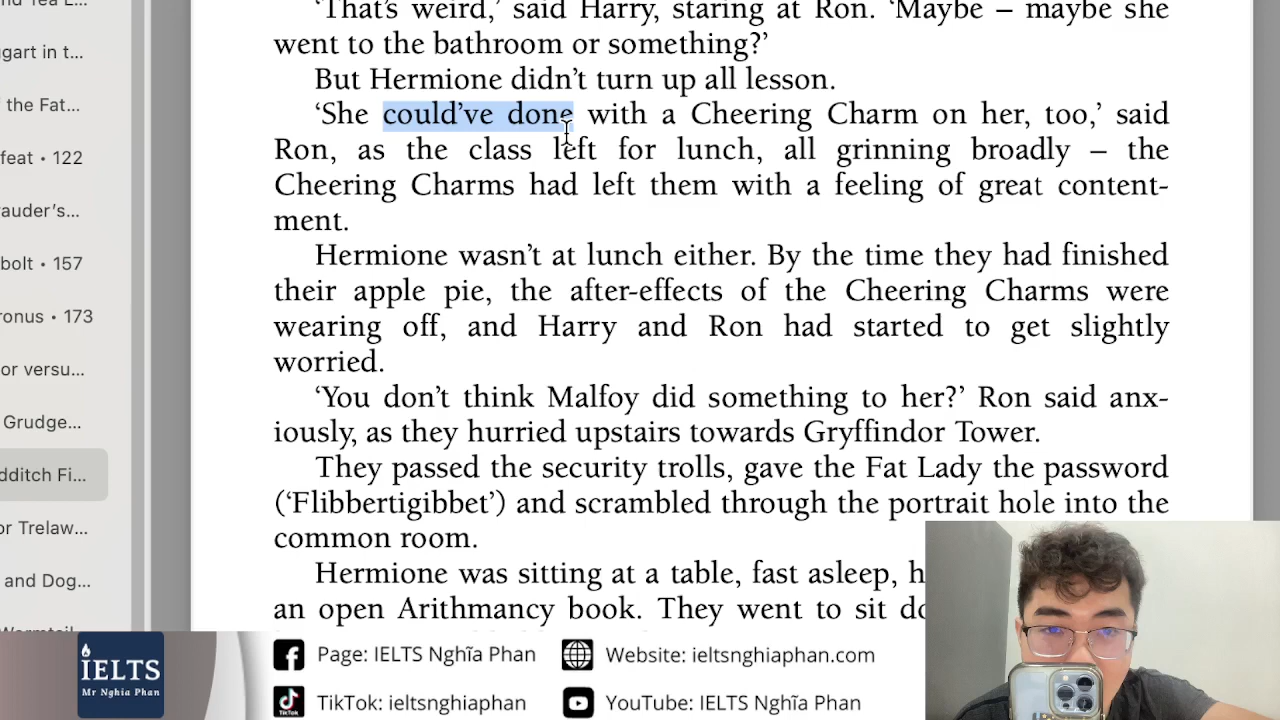 ggart in t...
the Fat...
feat • 122
auder's...
bolt • 157
ronus • 173
or versu...
Grudge...
dditch Fi...
or Trelaw...
and Dog...
'That's weird,' said Harry, staring at Ron. 'Maybe – maybe she
went to the bathroom or something?'
But Hermione didn't turn up all lesson.
'She could've done with a Cheering Charm on her, too,' said
Ron, as the class left for lunch, all grinning broadly – the
Cheering Charms had left them with a feeling of great content-
ment.
Hermione wasn't at lunch either. By the time they had finished
their apple pie, the after-effects of the Cheering Charms were
wearing off, and Harry and Ron had started to get slightly
worried.
'You don't think Malfoy did something to her?' Ron said anx-
iously, as they hurried upstairs towards Gryffindor Tower.
They passed the security trolls, gave the Fat Lady the password
('Flibbertigibbet') and scrambled through the portrait hole into the
common room.
Hermione was sitting at a table, fast asleep, h
an open Arithmancy book. They went to sit do
IELTS
Mr Nghia Phan
Page: IELTS Nghĩa Phan
Website: ieltsnghiaphan.com
TikTok
TikTok: ieltsnghiaphan
YouTube: IELTS Nghĩa Phan